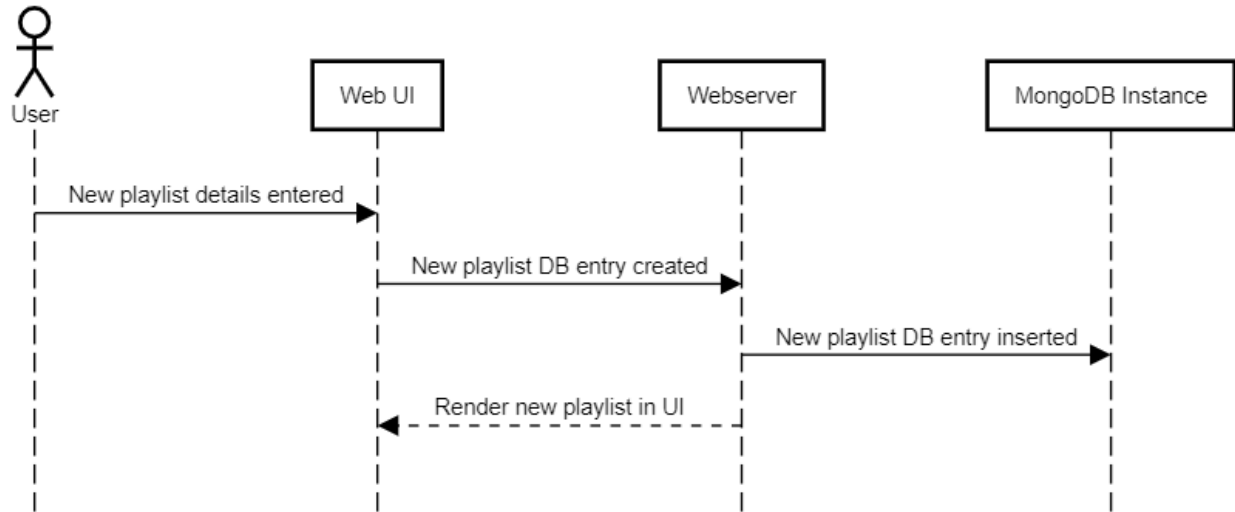 User
Web UI
Webserver
MongoDB Instance
New playlist details entered
New playlist DB entry created
New playlist DB entry inserted
Render new playlist in UI